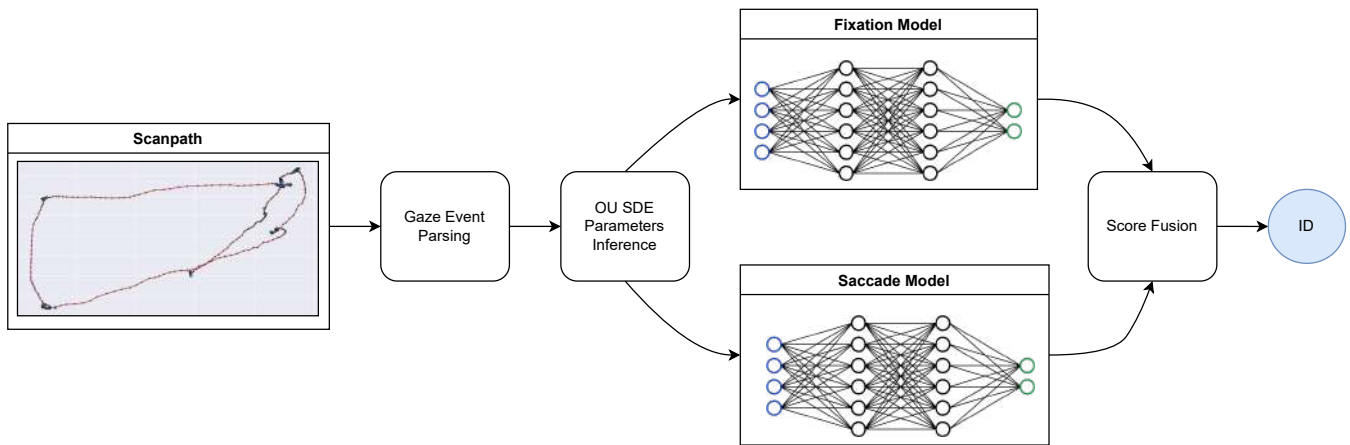 Scanpath
Gaze Event
Parsing
OU SDE
Parameters
Inference
Fixation Model
Saccade Model
Score Fusion
ID